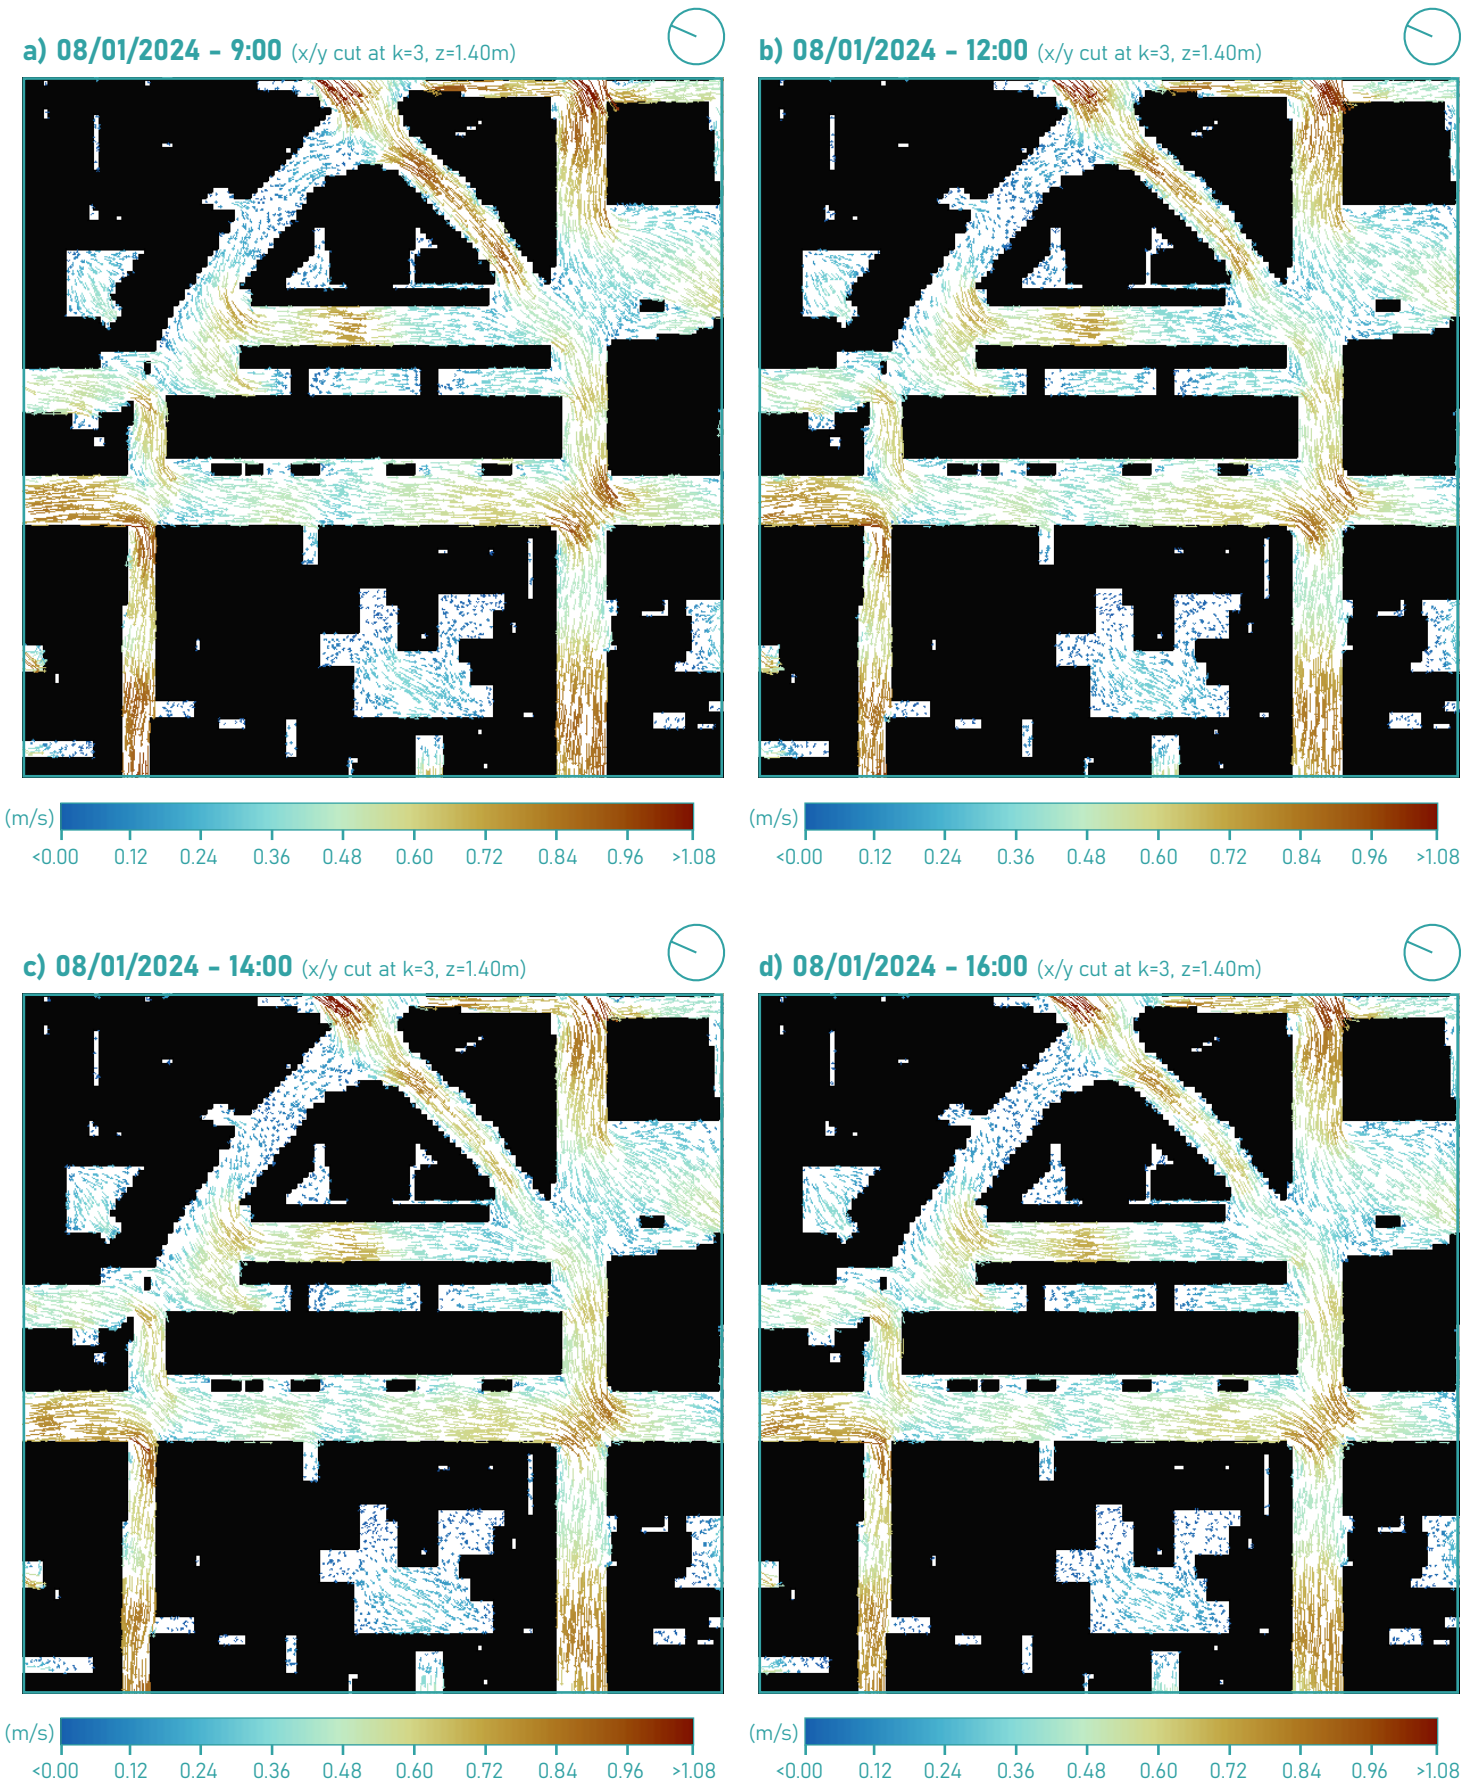 a) 08/01/2024 - 9:00 (x/y cut at k=3, z=1.40m)
b) 08/01/2024 - 12:00 (x/y cut at k=3, z=1.40m)
(m/s)
<0.00 0.12 0.24 0.36 0.48 0.60 0.72 0.84 0.96 >1.08
(m/s)
<0.00 0.12 0.24 0.36 0.48 0.60 0.72 0.84 0.96 >1.08
c) 08/01/2024 - 14:00 (x/y cut at k=3, z=1.40m)
d) 08/01/2024 - 16:00 (x/y cut at k=3, z=1.40m)
(m/s)
<0.00 0.12 0.24 0.36 0.48 0.60 0.72 0.84 0.96 >1.08
(m/s)
<0.00 0.12 0.24 0.36 0.48 0.60 0.72 0.84 0.96 >1.08